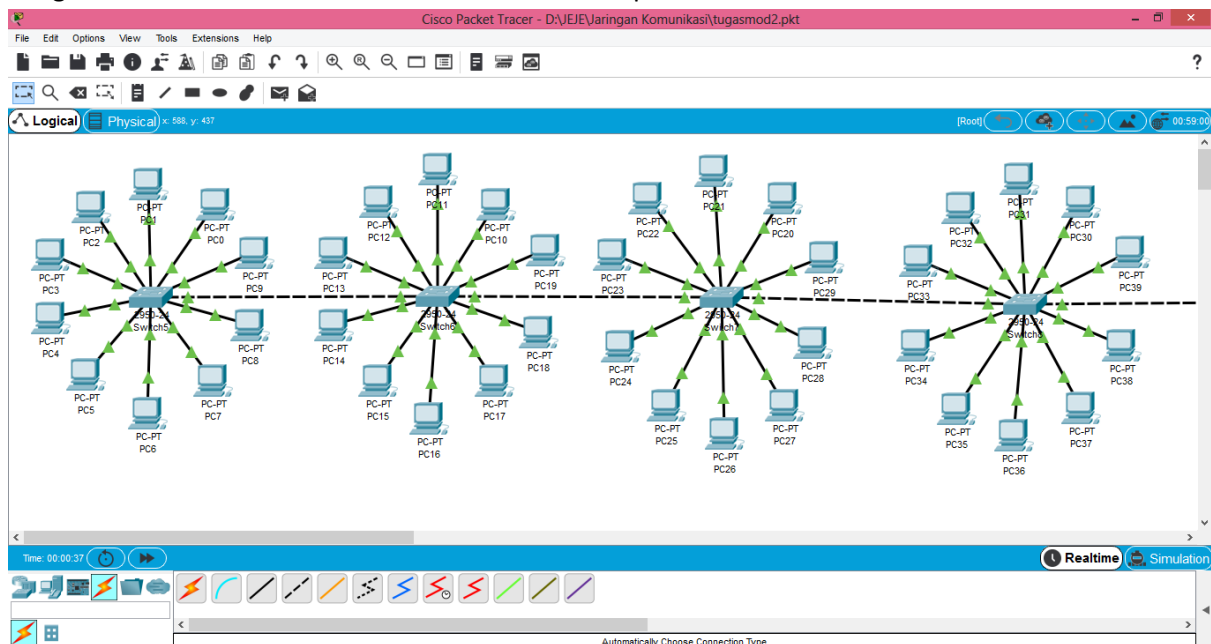 Cisco Packet Tracer - D:\JEJE\Jaringan Komunikasi\tugasmod2.pkt
File Edit Options View Tools Extensions Help
Logical Physical x: 588, y: 437 [Root] 00:59:00
PC-PT
PC1
PC-PT
PC2
PC-PT
PC0
PC-PT
PC3
PC-PT
PC9
2950-24
Switch5
PC-PT
PC4
PC-PT
PC8
PC-PT
PC5
PC-PT
PC7
PC-PT
PC6
PC-PT
PC11
PC-PT
PC12
PC-PT
PC10
PC-PT
PC13
PC-PT
PC19
2950-24
Switch6
PC-PT
PC14
PC-PT
PC18
PC-PT
PC15
PC-PT
PC17
PC-PT
PC16
PC-PT
PC21
PC-PT
PC22
PC-PT
PC20
PC-PT
PC23
PC-PT
PC29
2950-24
Switch7
PC-PT
PC24
PC-PT
PC28
PC-PT
PC25
PC-PT
PC27
PC-PT
PC26
PC-PT
PC31
PC-PT
PC32
PC-PT
PC30
PC-PT
PC33
PC-PT
PC39
2950-24
PC-PT
PC34
PC-PT
PC38
PC-PT
PC35
PC-PT
PC37
PC-PT
PC36
Time: 00:00:37 Realtime Simulation
Automatically Choose Connection Type